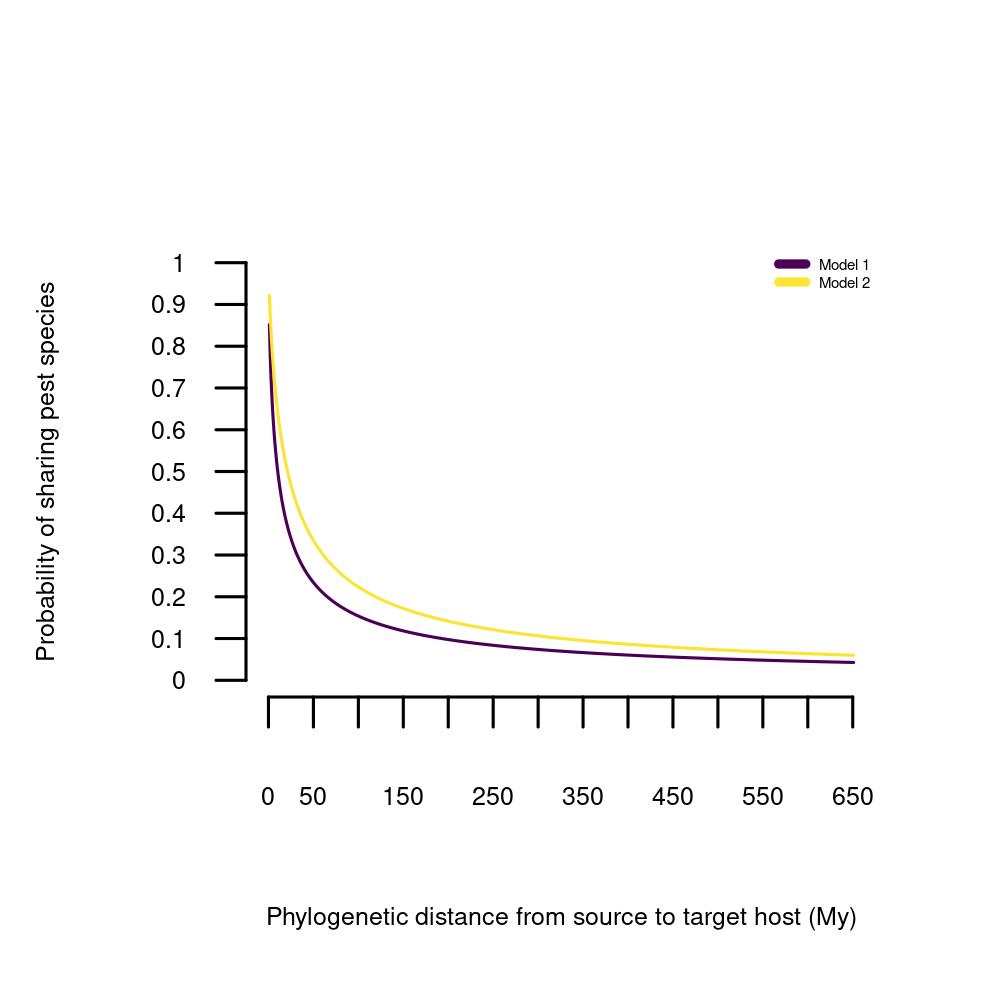 Model 1
Model 2
Probability of sharing pest species
1
0.9
0.8
0.7
0.6
0.5
0.4
0.3
0.2
0.1
0
0 50 150 250 350 450 550 650
Phylogenetic distance from source to target host (My)